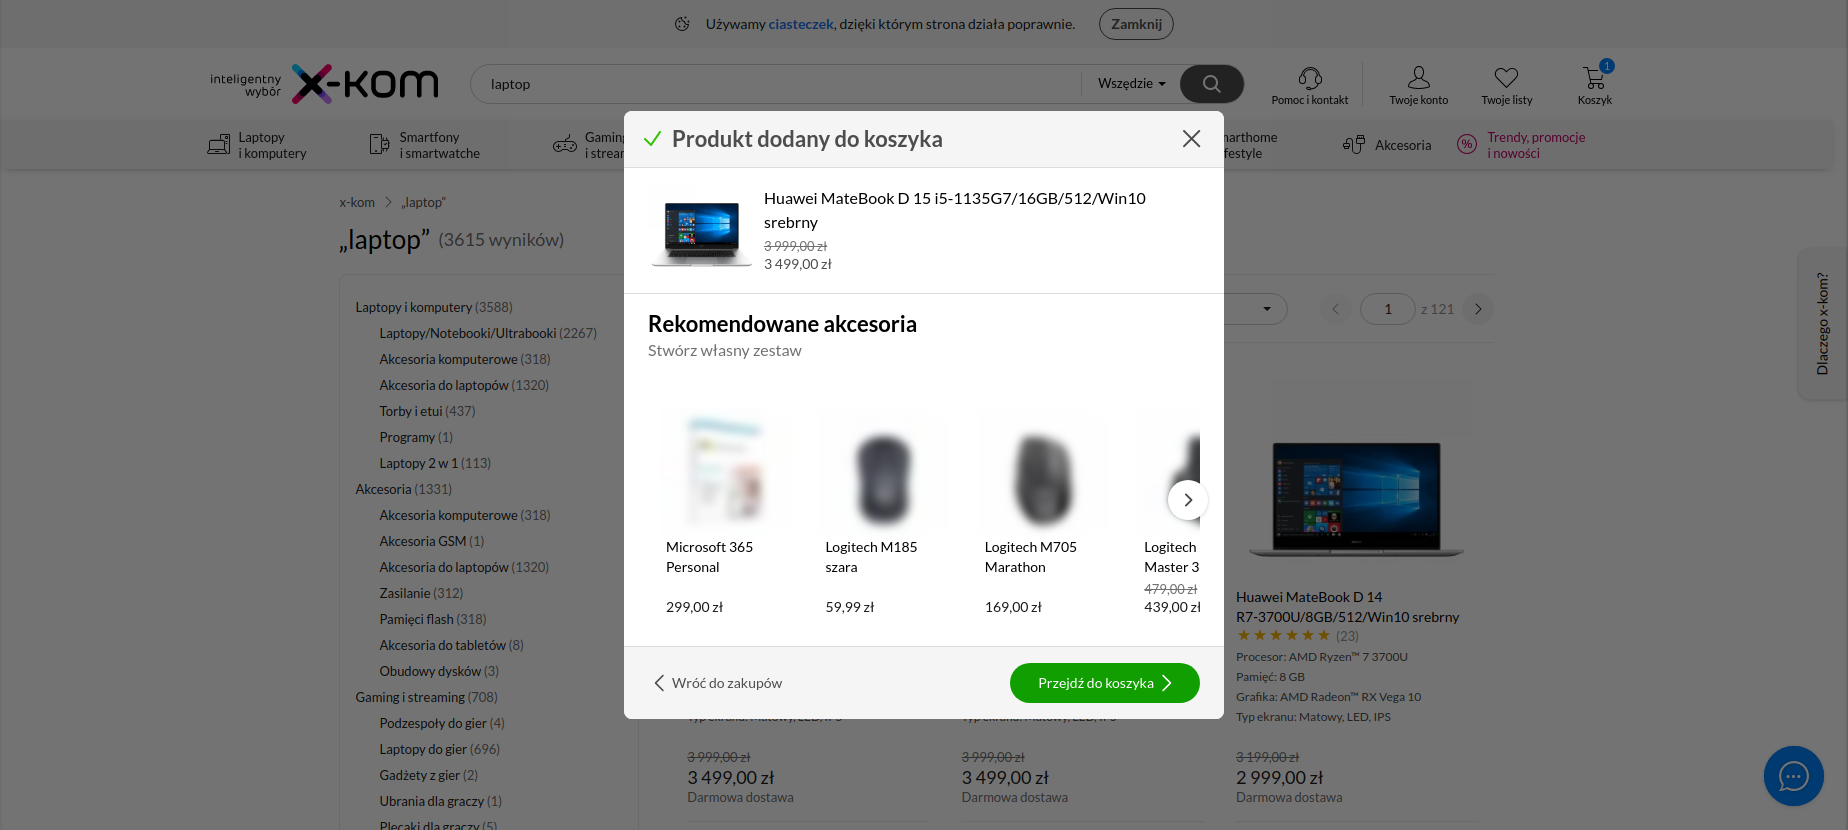 Używamy ciasteczek, dzięki którym strona działa poprawnie.
Zamknij
inteligentny
wybór
x-kom
laptop
Wszędzie
Pomoc i kontakt
Twoje konto
Twoje listy
1
Koszyk
Laptopy
i komputery
Smartfony
i smartwatche
Akcesoria
%
Trendy, promocje
i nowości
Produkt dodany do koszyka
Huawei MateBook D 15 i5-1135G7/16GB/512/Win10
srebrny
3 999,00 zł
3 499,00 zł
Rekomendowane akcesoria
Stwórz własny zestaw
Microsoft 365
Personal
299,00 zł
Logitech M185
szara
59,99 zł
Logitech M705
Marathon
169,00 zł
Logitech
Master 3
479,00 zł
439,00 zł
Wróć do zakupów
Przejdź do koszyka
x-kom
„laptop”
„laptop” (3615 wyników)
Laptopy i komputery (3588)
Laptopy/Notebooki/Ultrabooki (2267)
Akcesoria komputerowe (318)
Akcesoria do laptopów (1320)
Torby i etui (437)
Programy (1)
Laptopy 2 w 1 (113)
Akcesoria (1331)
Akcesoria komputerowe (318)
Akcesoria GSM (1)
Akcesoria do laptopów (1320)
Zasilanie (312)
Pamięci flash (318)
Akcesoria do tabletów (8)
Obudowy dysków (3)
Gaming i streaming (708)
Podzespoły do gier (4)
Laptopy do gier (696)
Gadżety z gier (2)
Ubrania dla graczy (1)
Plecaki dla graczy (5)
1 z 121
Dlaczego x-kom?
Huawei MateBook D 14
R7-3700U/8GB/512/Win10 srebrny
(23)
Procesor: AMD Ryzen™ 7 3700U
Pamięć: 8 GB
Grafika: AMD Radeon™ RX Vega 10
Typ ekranu: Matowy, LED, IPS
3 999,00 zł
3 499,00 zł
Darmowa dostawa
3 999,00 zł
3 499,00 zł
Darmowa dostawa
3 199,00 zł
2 999,00 zł
Darmowa dostawa